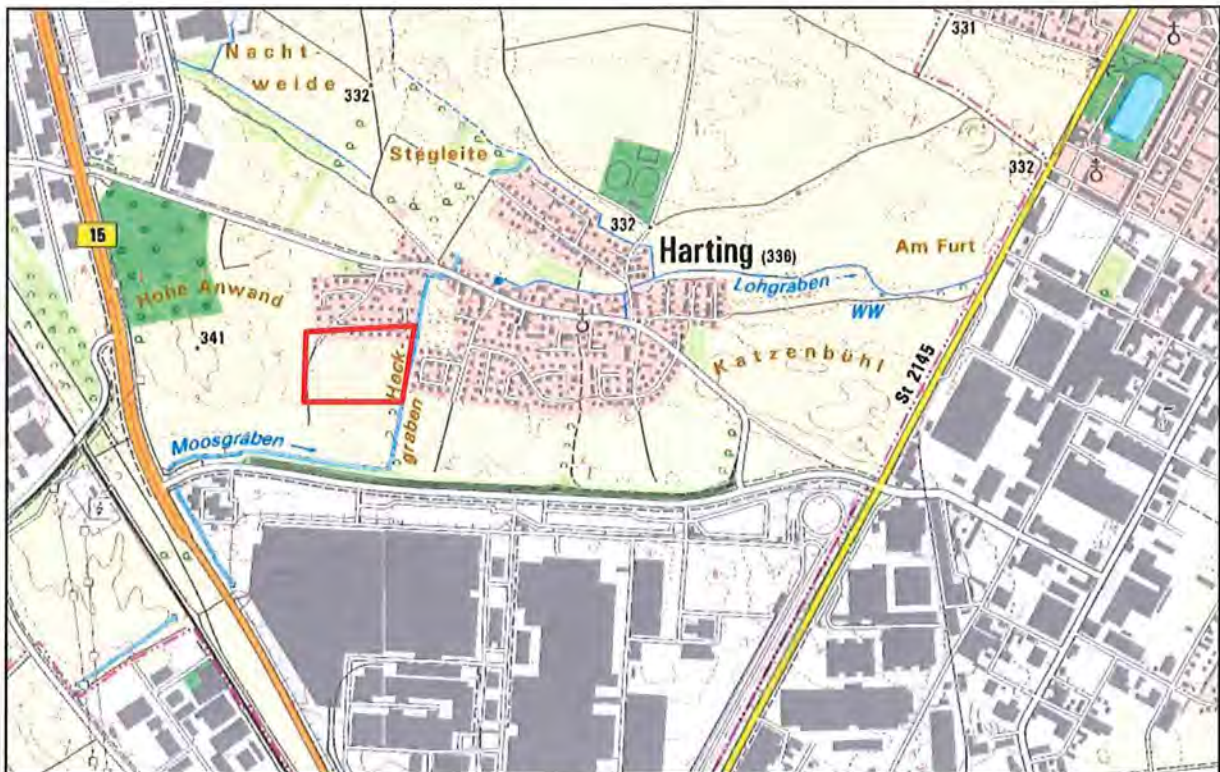 Nacht-
weide
332
331
Stegleite
332
332
15
Harting (336)
Am Furt
Lohgraben
WW
Hohe Anwand
341
Katzenbühl
St 2145
Heck-
graben
Moosgraben